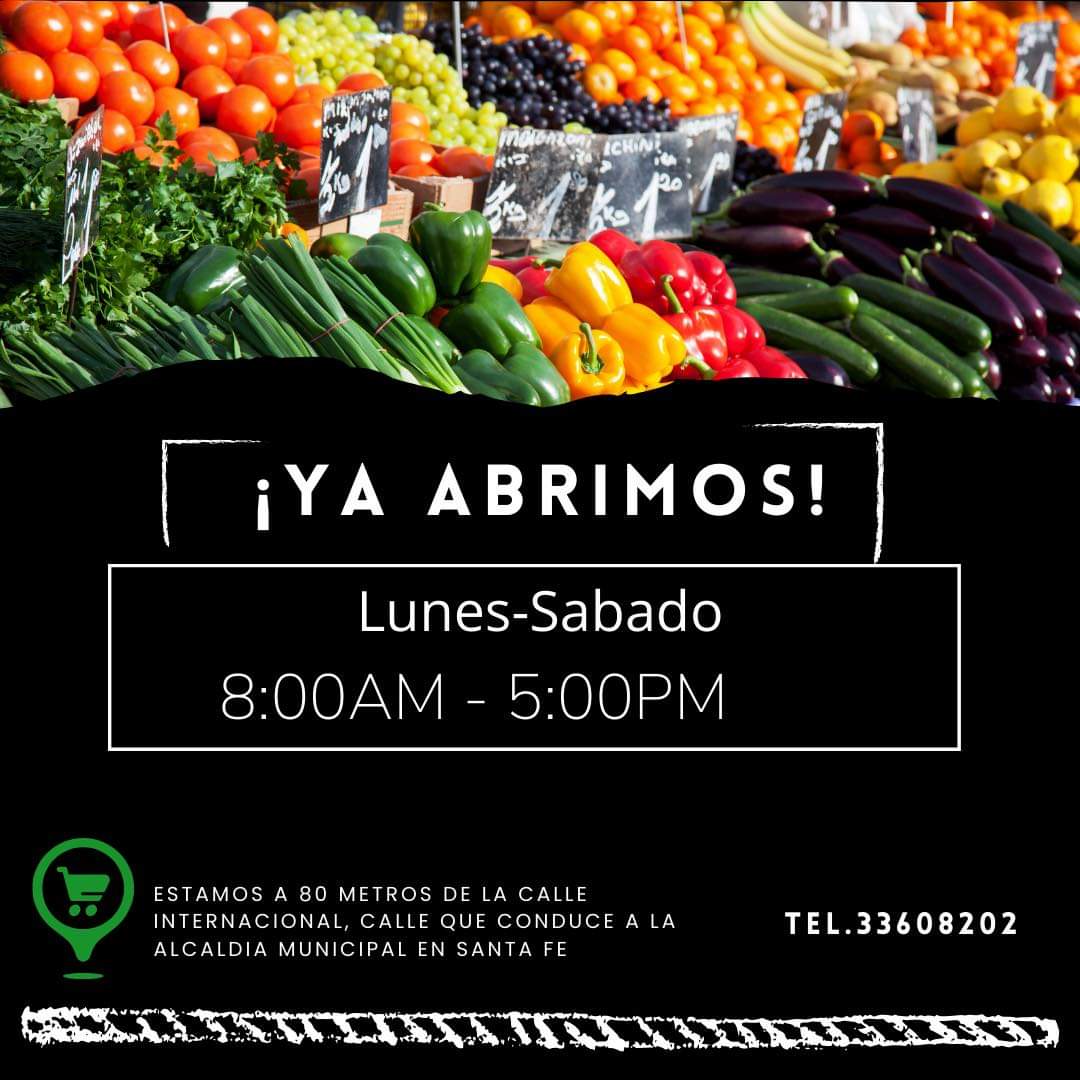 ¡YA ABRIMOS!
Lunes-Sabado
8:00AM - 5:00PM
ESTAMOS A 80 METROS DE LA CALLE
INTERNACIONAL, CALLE QUE CONDUCE A LA
ALCALDIA MUNICIPAL EN SANTA FE
TEL.33608202